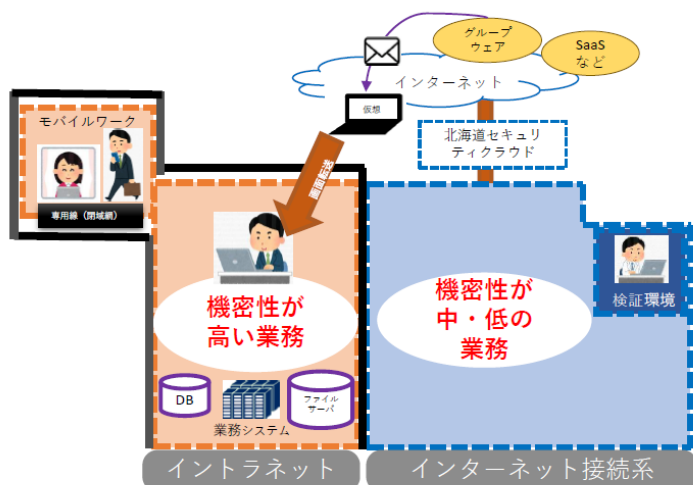 グループ
ウェア
SaaS
など
インターネット
仮想
モバイルワーク
北海道セキュリ
ティクラウド
画面転送
専用線（閉域網）
検証環境
機密性が
高い業務
機密性が
中・低の
業務
DB
ファイル
サーバ
業務システム
イントラネット
インターネット接続系